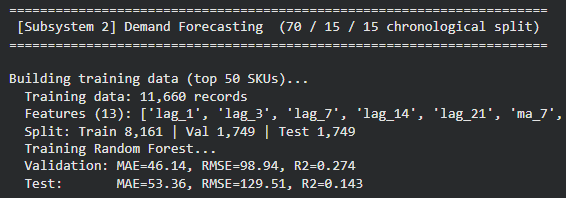 ======================================================================
[Subsystem 2] Demand Forecasting (70 / 15 / 15 chronological split)
======================================================================
Building training data (top 50 SKUs)...
Training data: 11,660 records
Features (13): ['lag_1', 'lag_3', 'lag_7', 'lag_14', 'lag_21', 'ma_7',
Split: Train 8,161 | Val 1,749 | Test 1,749
Training Random Forest...
Validation: MAE=46.14, RMSE=98.94, R2=0.274
Test: MAE=53.36, RMSE=129.51, R2=0.143